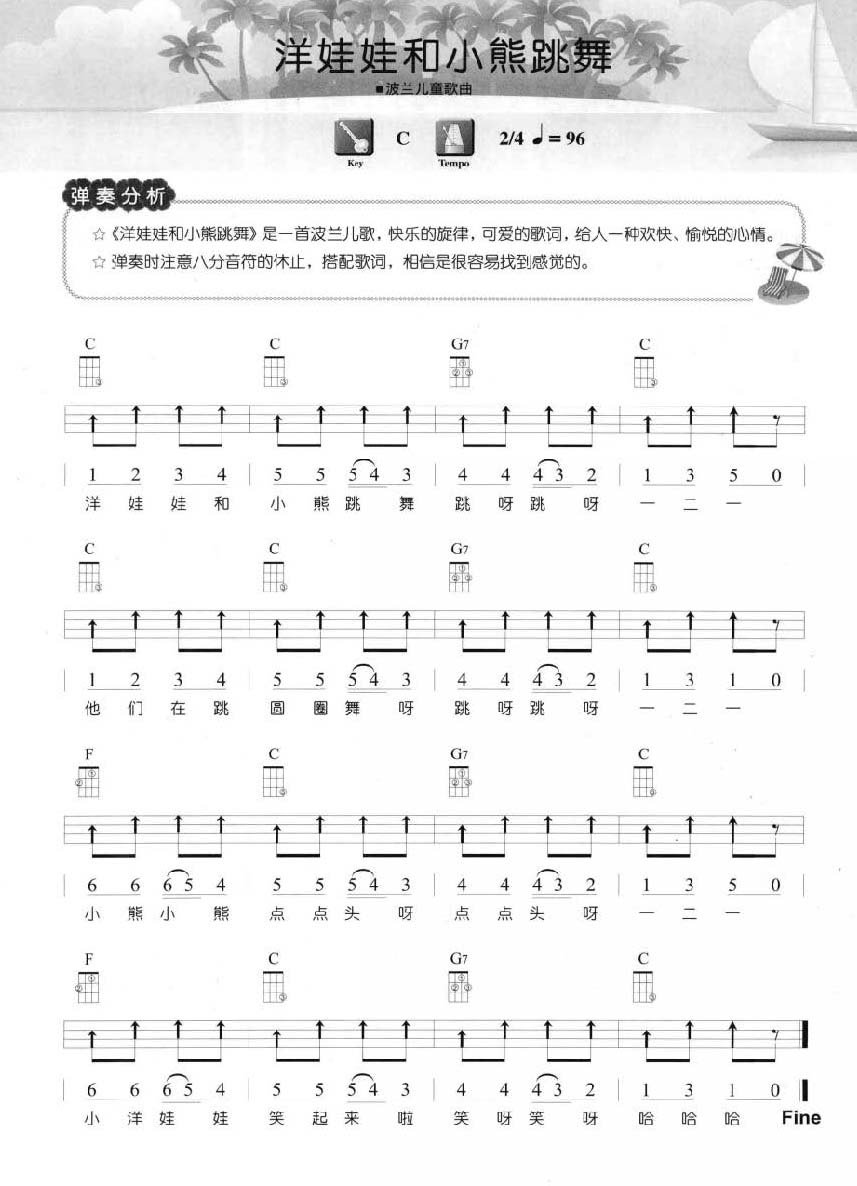 洋娃娃和小熊跳舞
■波兰儿童歌曲
Key C Tempo 2/4 ♩=96
弹奏分析
☆《洋娃娃和小熊跳舞》是一首波兰儿歌，快乐的旋律，可爱的歌词，给人一种欢快、愉悦的心情。
☆ 弹奏时注意八分音符的休止，搭配歌词，相信是很容易找到感觉的。
C C G7 C
| 1 2 3 4 | 5 5 5 4 3 | 4 4 4 3 2 | 1 3 5 0 |
洋 娃 娃 和 小 熊 跳 舞 跳 呀 跳 呀 一 二 一
C C G7 C
| 1 2 3 4 | 5 5 5 4 3 | 4 4 4 3 2 | 1 3 1 0 |
他 们 在 跳 圆 圈 舞 呀 跳 呀 跳 呀 一 二 一
F C G7 C
| 6 6 6 5 4 | 5 5 5 4 3 | 4 4 4 3 2 | 1 3 5 0 |
小 熊 小 熊 点 点 头 呀 点 点 头 呀 一 二 一
F C G7 C
| 6 6 6 5 4 | 5 5 5 4 3 | 4 4 4 3 2 | 1 3 1 0 ‖
小 洋 娃 娃 笑 起 来 啦 笑 呀 笑 呀 哈 哈 哈 Fine